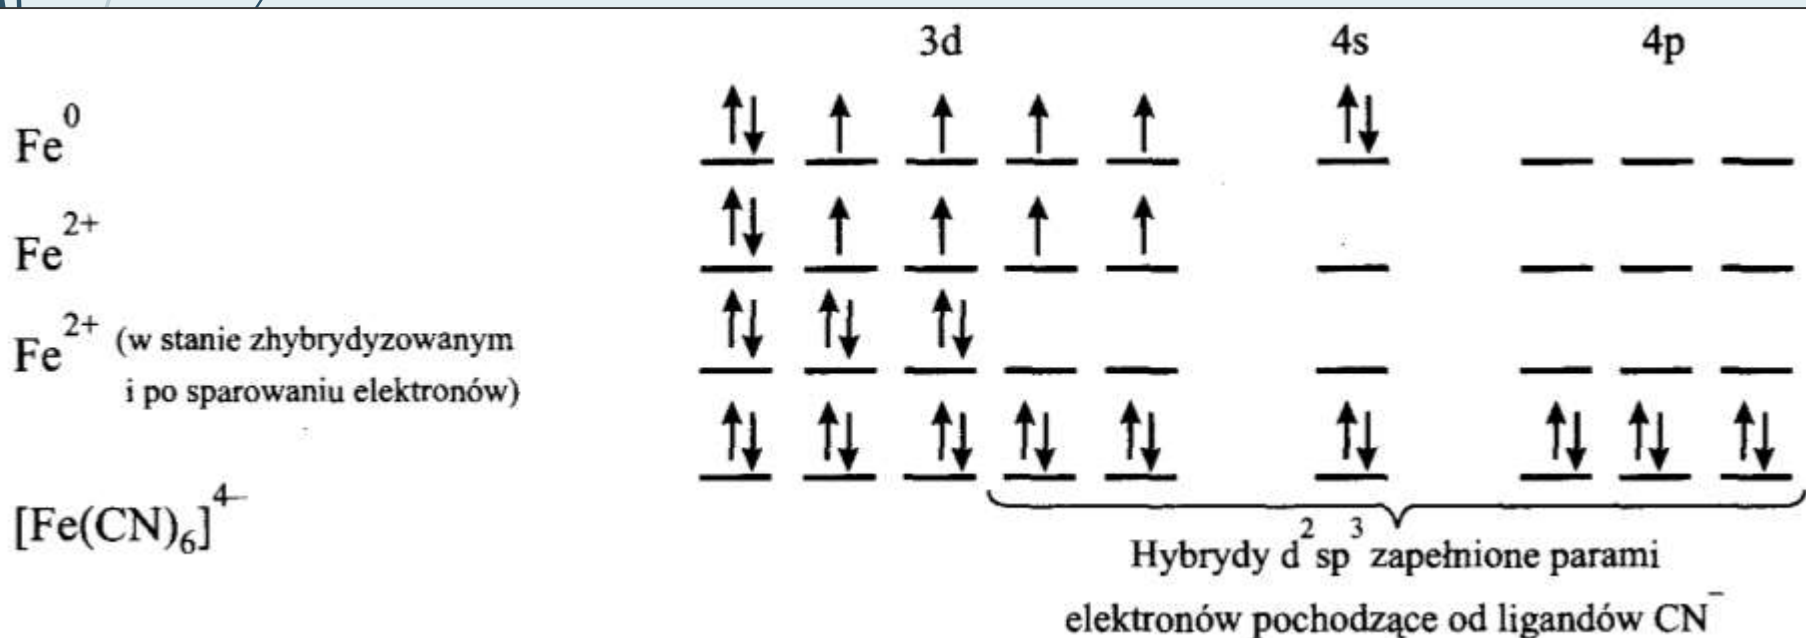 3d 4s 4p
Fe⁰
Fe²⁺
Fe²⁺ (w stanie zhybrydyzowanym
i po sparowaniu elektronów)
[Fe(CN)₆]⁴⁻
Hybrydy d²sp³ zapełnione parami
elektronów pochodzące od ligandów CN⁻